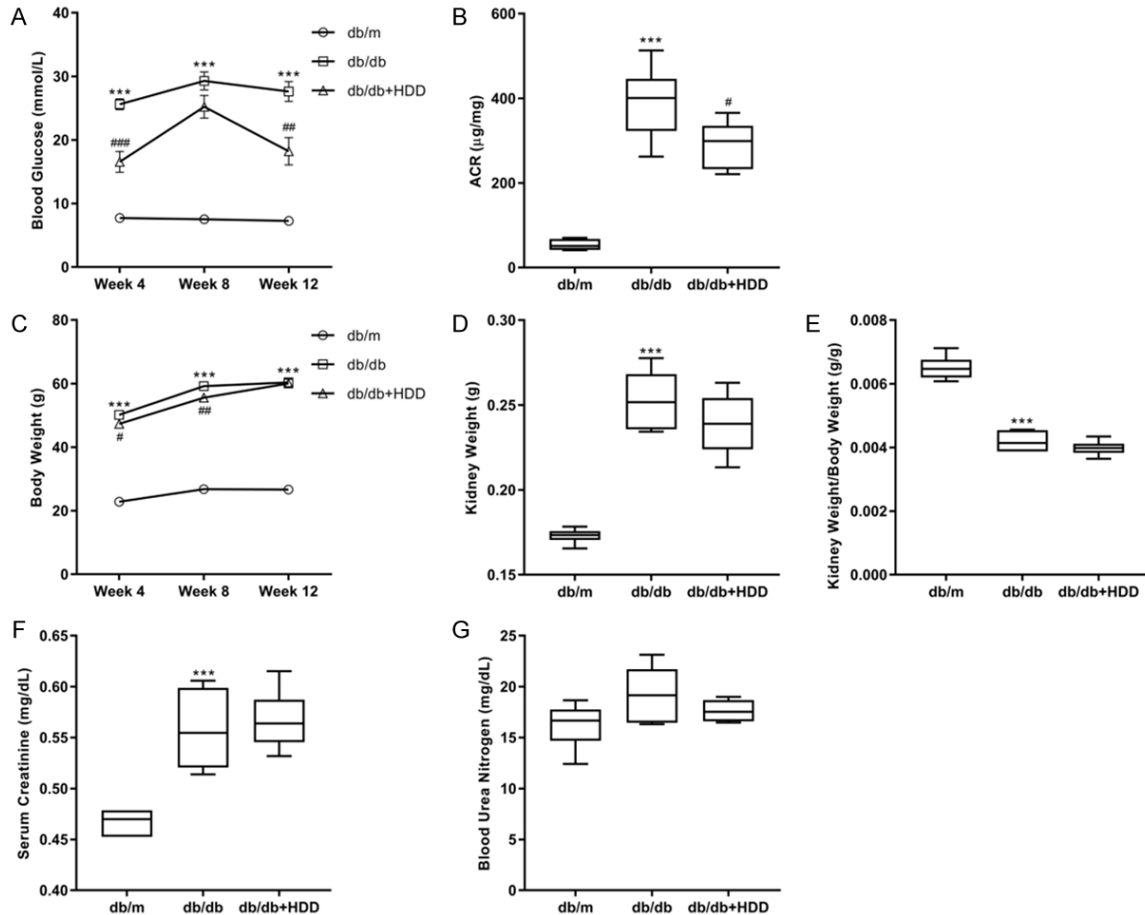 A
Blood Glucose (mmol/L)
40
30
20
10
0
***
***
***
###
##
Week 4 Week 8 Week 12
db/m
db/db
db/db+HDD
B
ACR (µg/mg)
600
400
200
0
***
#
db/m db/db db/db+HDD
C
Body Weight (g)
80
60
40
20
0
***
***
***
#
##
Week 4 Week 8 Week 12
db/m
db/db
db/db+HDD
D
Kidney Weight (g)
0.30
0.25
0.20
0.15
***
db/m db/db db/db+HDD
E
Kidney Weight/Body Weight (g/g)
0.008
0.006
0.004
0.002
0.000
***
db/m db/db db/db+HDD
F
Serum Creatinine (mg/dL)
0.65
0.60
0.55
0.50
0.45
0.40
***
db/m db/db db/db+HDD
G
Blood Urea Nitrogen (mg/dL)
25
20
15
10
5
0
db/m db/db db/db+HDD